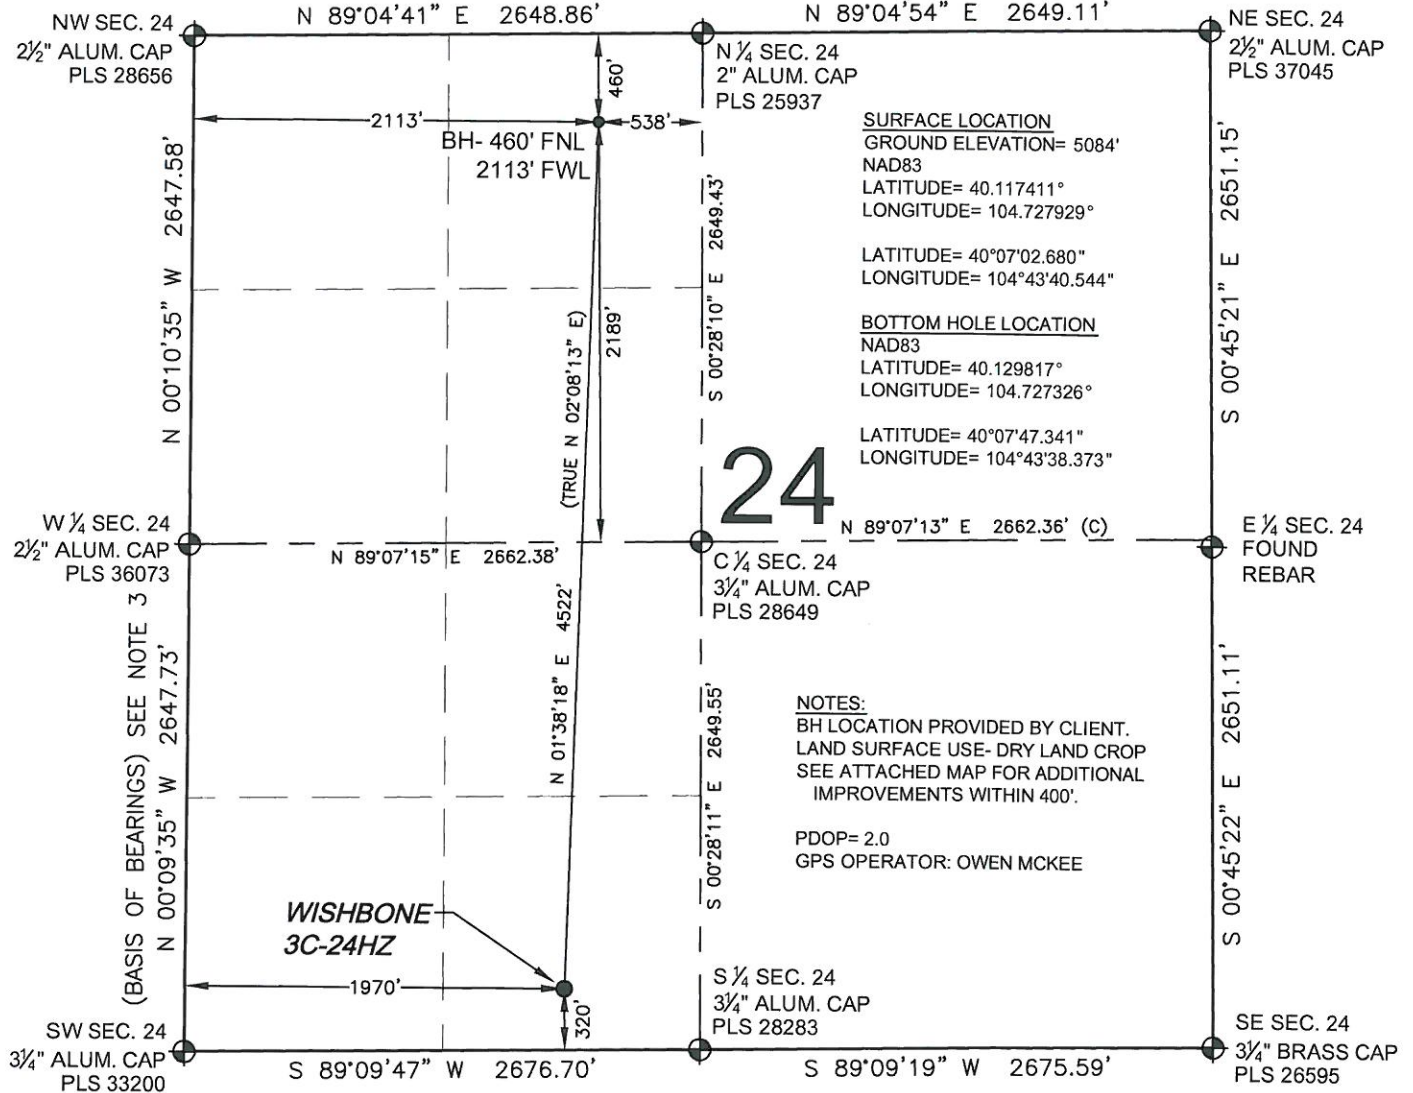 N 89°04'41" E 2648.86'
N 89°04'54" E 2649.11'
NW SEC. 24
2½" ALUM. CAP
PLS 28656
N ¼ SEC. 24
2" ALUM. CAP
PLS 25937
NE SEC. 24
2½" ALUM. CAP
PLS 37045
460'
2113'
538'
BH- 460' FNL
2113' FWL
SURFACE LOCATION
GROUND ELEVATION= 5084'
NAD83
LATITUDE= 40.117411°
LONGITUDE= 104.727929°
LATITUDE= 40°07'02.680"
LONGITUDE= 104°43'40.544"
BOTTOM HOLE LOCATION
NAD83
LATITUDE= 40.129817°
LONGITUDE= 104.727326°
LATITUDE= 40°07'47.341"
LONGITUDE= 104°43'38.373"
N 00°10'35" W 2647.58'
(TRUE N 02°08'13" E)
2189'
S 00°28'10" E 2649.43'
S 00°45'21" E 2651.15'
24
W ¼ SEC. 24
2½" ALUM. CAP
PLS 36073
N 89°07'15" E 2662.38'
N 89°07'13" E 2662.36' (C)
C ¼ SEC. 24
3¼" ALUM. CAP
PLS 28649
E ¼ SEC. 24
FOUND
REBAR
(BASIS OF BEARINGS) SEE NOTE 3
N 00°09'35" W 2647.73'
N 01°38'18" E 4522'
S 00°28'11" E 2649.55'
S 00°45'22" E 2651.11'
NOTES:
BH LOCATION PROVIDED BY CLIENT.
LAND SURFACE USE- DRY LAND CROP
SEE ATTACHED MAP FOR ADDITIONAL
IMPROVEMENTS WITHIN 400'.
PDOP= 2.0
GPS OPERATOR: OWEN MCKEE
WISHBONE
3C-24HZ
1970'
320'
SW SEC. 24
3¼" ALUM. CAP
PLS 33200
S ¼ SEC. 24
3¼" ALUM. CAP
PLS 28283
SE SEC. 24
3¼" BRASS CAP
PLS 26595
S 89°09'47" W 2676.70'
S 89°09'19" W 2675.59'